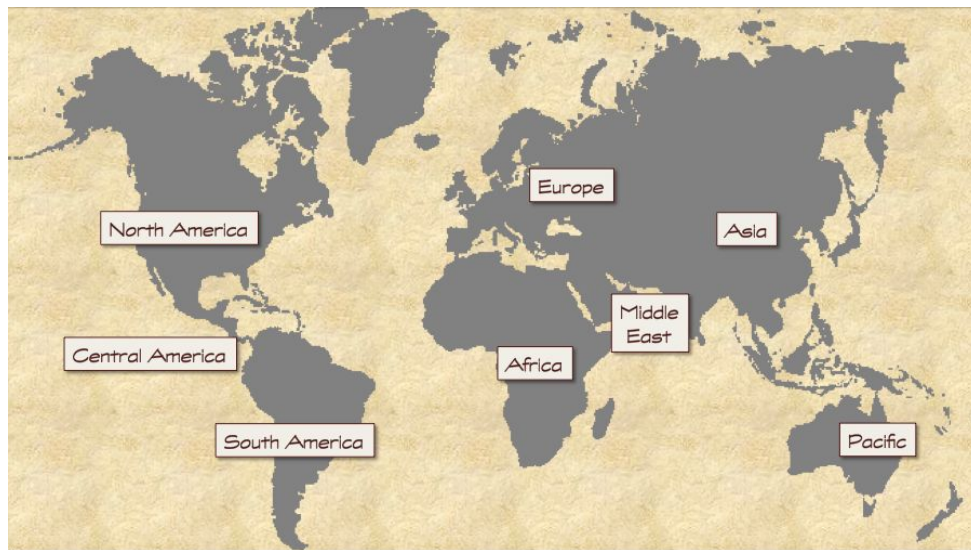 Europe
North America
Asia
Middle
East
Central America
Africa
South America
Pacific